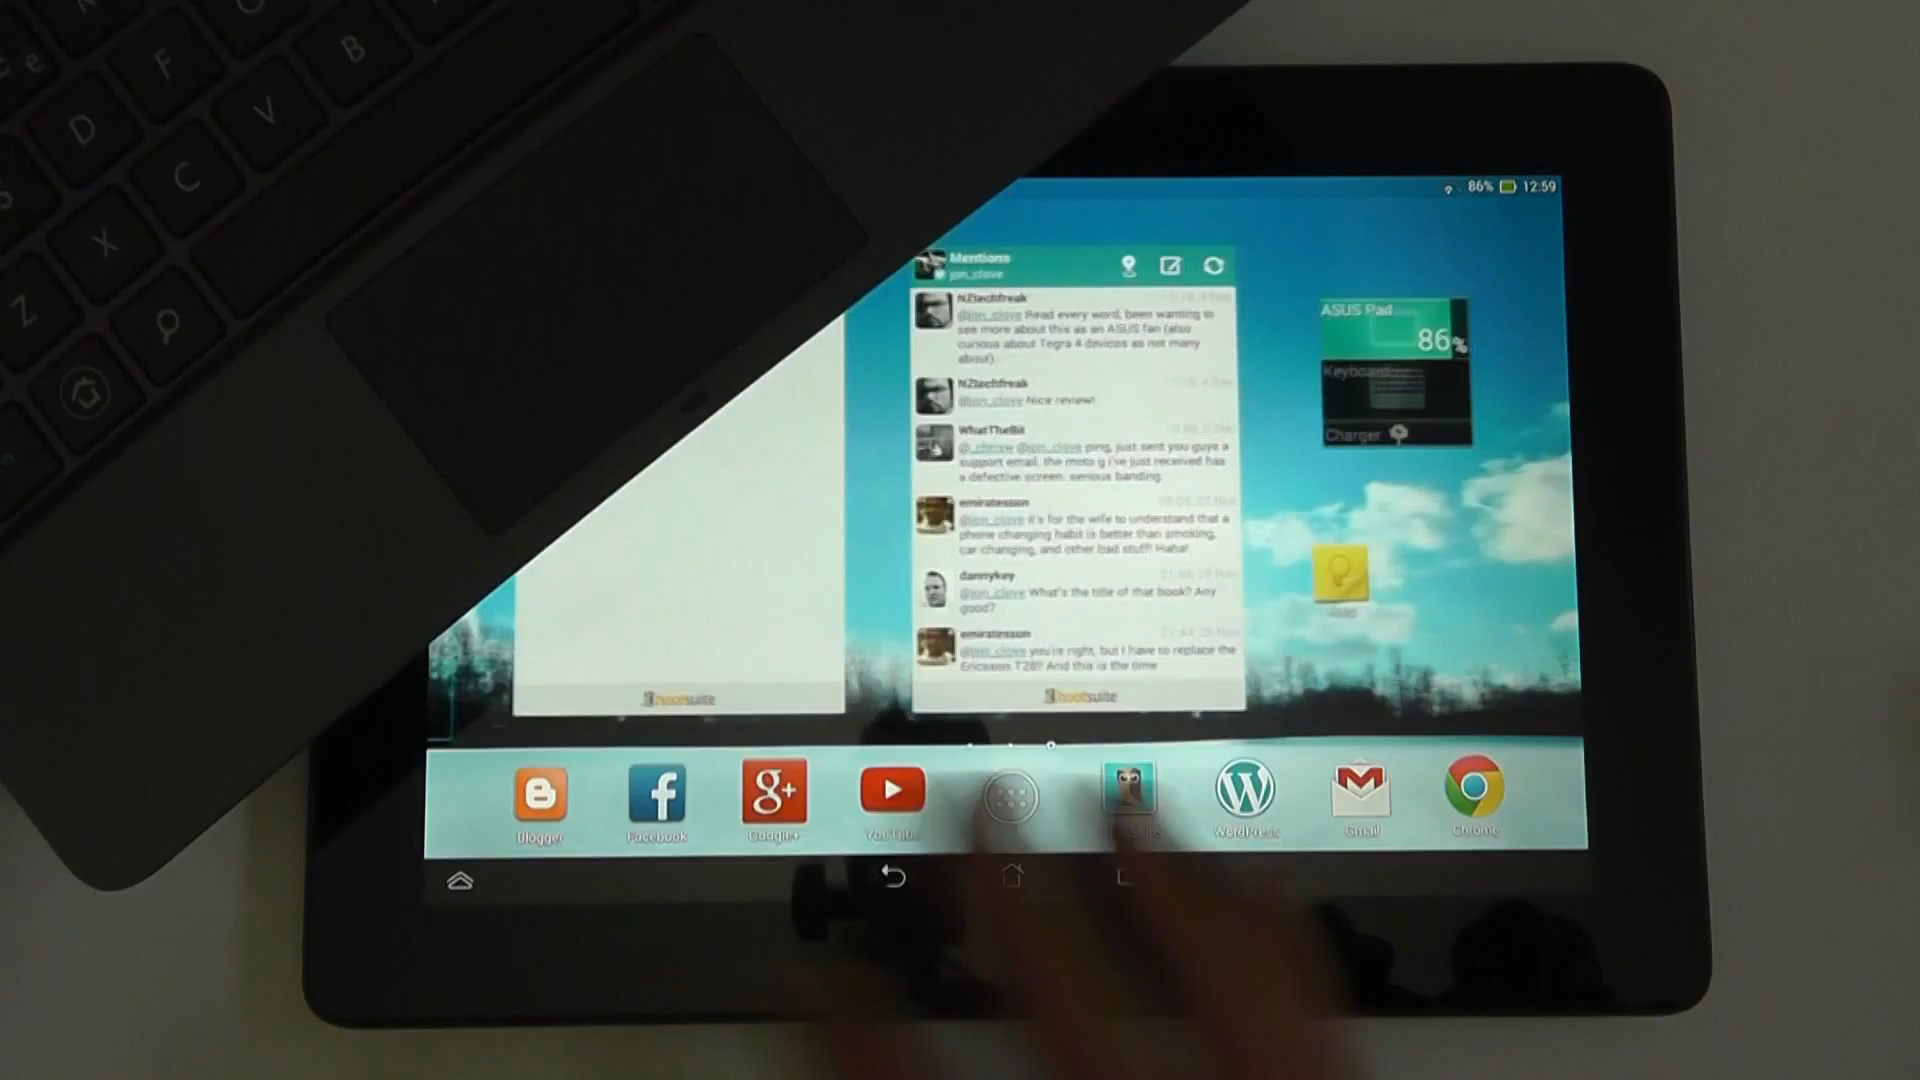 B
F
V
D
C
X
Z
e
86% 12:59
Mentions
jon_clove
NZtechfreak
@jon_clove Read every word, been wanting to
see more about this as an ASUS fan (also
curious about Tegra 4 devices as not many
about).
NZtechfreak
@jon_clove Nice review!
WhatTheBit
@_chrisw @jon_clove ping, just sent you guys a
support email, the moto g i've just received has
a defective screen. serious banding.
emiratesson
@jon_clove it's for the wife to understand that a
phone changing habit is better than smoking,
car changing, and other bad stuff! Haha!
dannykey
@jon_clove What's the title of that book? Any
good?
emiratesson
@jon_clove you're right, but I have to replace the
Ericsson T28!! And this is the time
hootsuite
hootsuite
ASUS Pad
86%
Keyboard
Charger
Blogger
Facebook
Google+
YouTube
WordPress
Gmail
Chrome